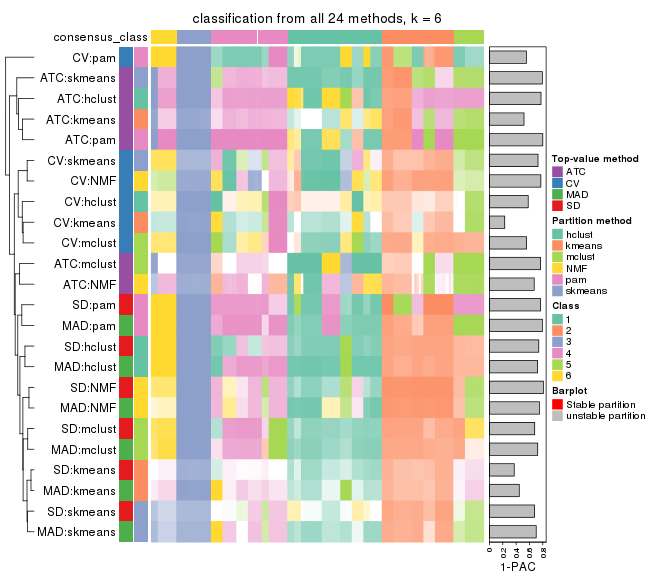 classification from all 24 methods, k = 6
consensus_class
CV:pam
ATC:skmeans
ATC:hclust
ATC:kmeans
ATC:pam
CV:skmeans
CV:NMF
CV:hclust
CV:kmeans
CV:mclust
ATC:mclust
ATC:NMF
SD:pam
MAD:pam
SD:hclust
MAD:hclust
SD:NMF
MAD:NMF
SD:mclust
MAD:mclust
SD:kmeans
MAD:kmeans
SD:skmeans
MAD:skmeans
0
0.2
0.4
0.6
0.8
1-PAC
Top-value method
ATC
CV
MAD
SD
Partition method
hclust
kmeans
mclust
NMF
pam
skmeans
Class
1
2
3
4
5
6
Barplot
Stable partition
unstable partition